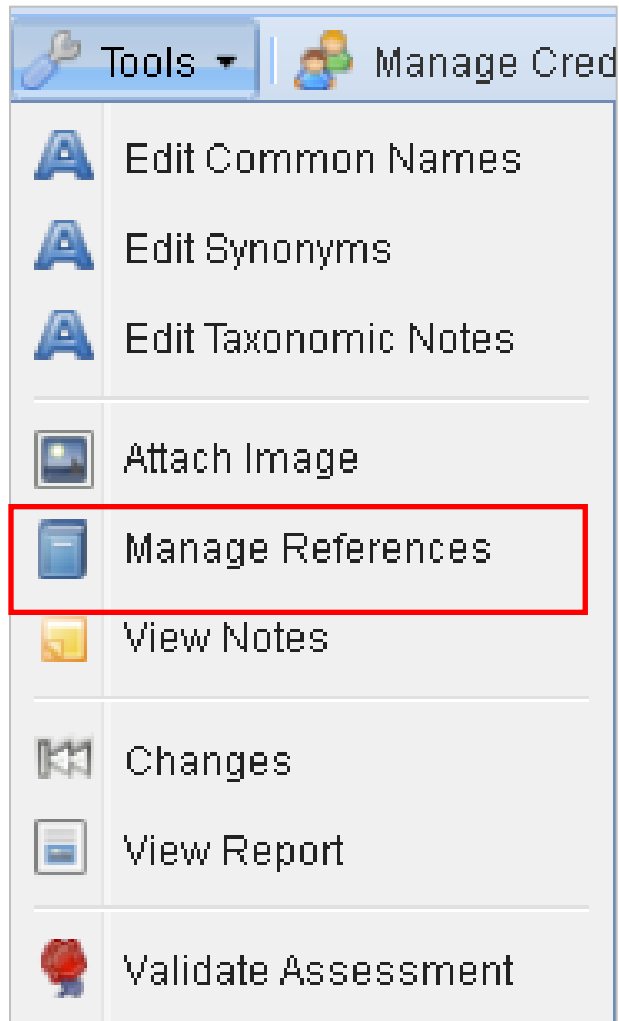 Tools Manage Cred
Edit Common Names
Edit Synonyms
Edit Taxonomic Notes
Attach Image
Manage References
View Notes
Changes
View Report
Validate Assessment